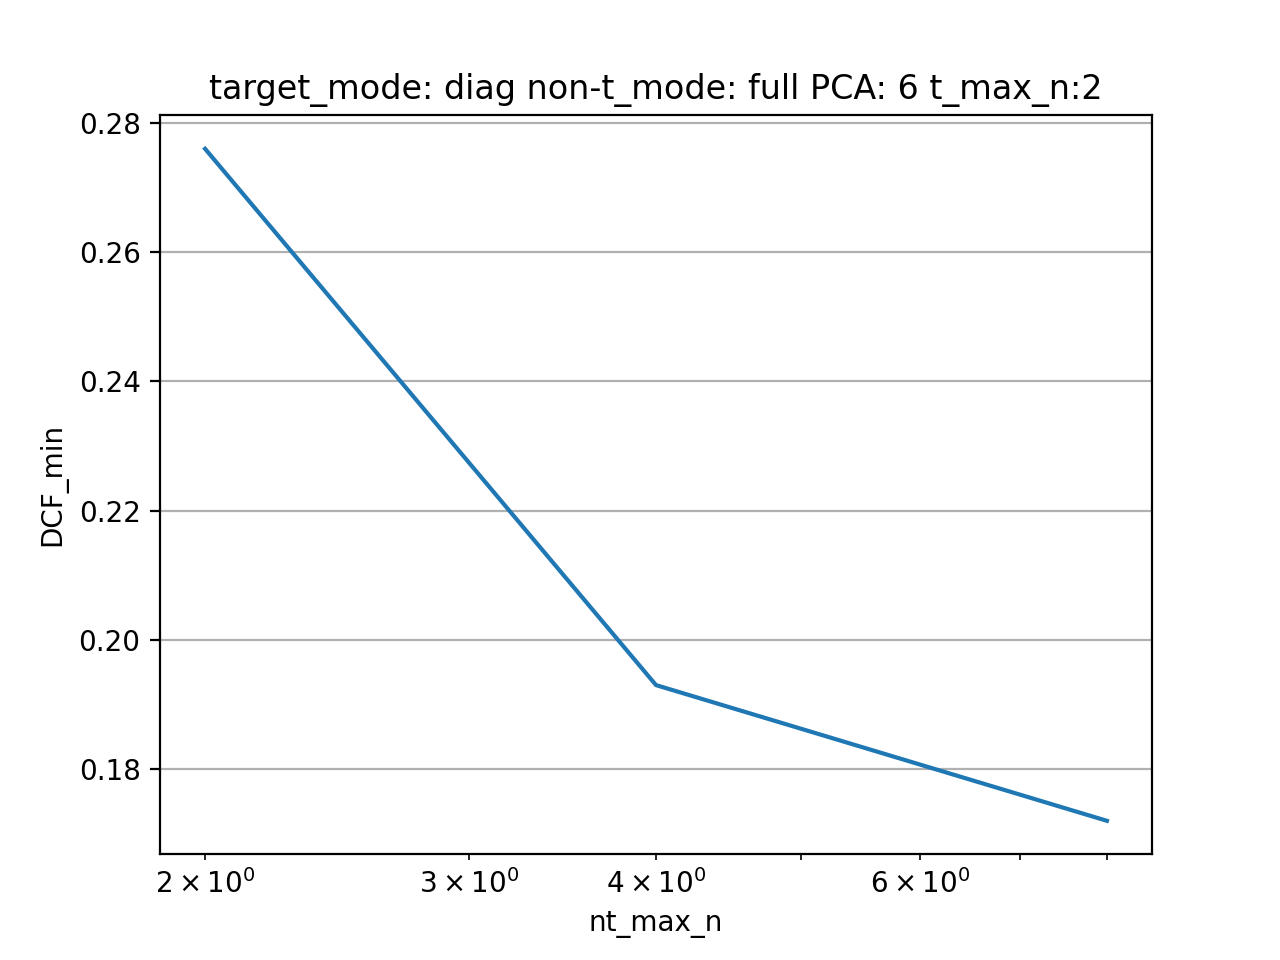 target_mode: diag non-t_mode: full PCA: 6 t_max_n:2
0.28
0.26
0.24
0.22
0.20
0.18
DCF_min
2 × 10⁰ 3 × 10⁰ 4 × 10⁰ 6 × 10⁰
nt_max_n